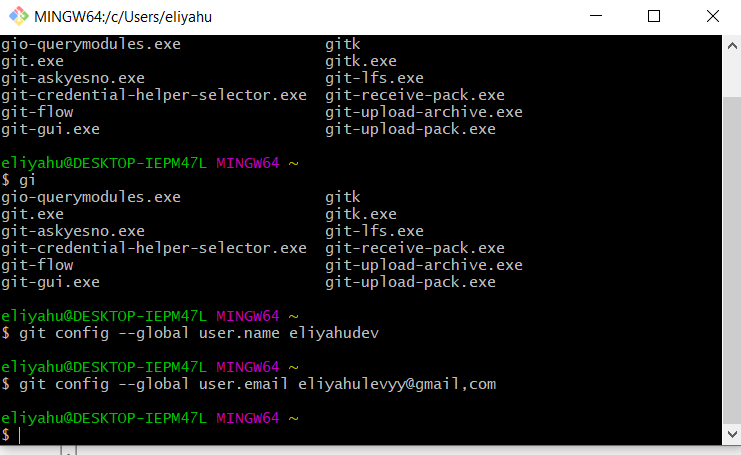 MINGW64:/c/Users/eliyahu
gio-querymodules.exe gitk
git.exe gitk.exe
git-askyesno.exe git-lfs.exe
git-credential-helper-selector.exe git-receive-pack.exe
git-flow git-upload-archive.exe
git-gui.exe git-upload-pack.exe
eliyahu@DESKTOP-IEPM47L MINGW64 ~
$ gi
gio-querymodules.exe gitk
git.exe gitk.exe
git-askyesno.exe git-lfs.exe
git-credential-helper-selector.exe git-receive-pack.exe
git-flow git-upload-archive.exe
git-gui.exe git-upload-pack.exe
eliyahu@DESKTOP-IEPM47L MINGW64 ~
$ git config --global user.name eliyahudev
eliyahu@DESKTOP-IEPM47L MINGW64 ~
$ git config --global user.email eliyahulevyy@gmail,com
eliyahu@DESKTOP-IEPM47L MINGW64 ~
$